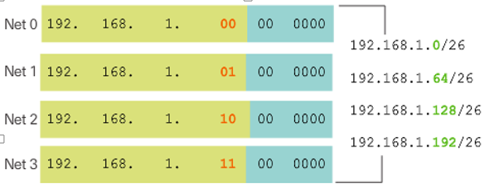 Net 0 192. 168. 1. 00 00 0000
192.168.1.0/26
Net 1 192. 168. 1. 01 00 0000
192.168.1.64/26
Net 2 192. 168. 1. 10 00 0000
192.168.1.128/26
Net 3 192. 168. 1. 11 00 0000
192.168.1.192/26